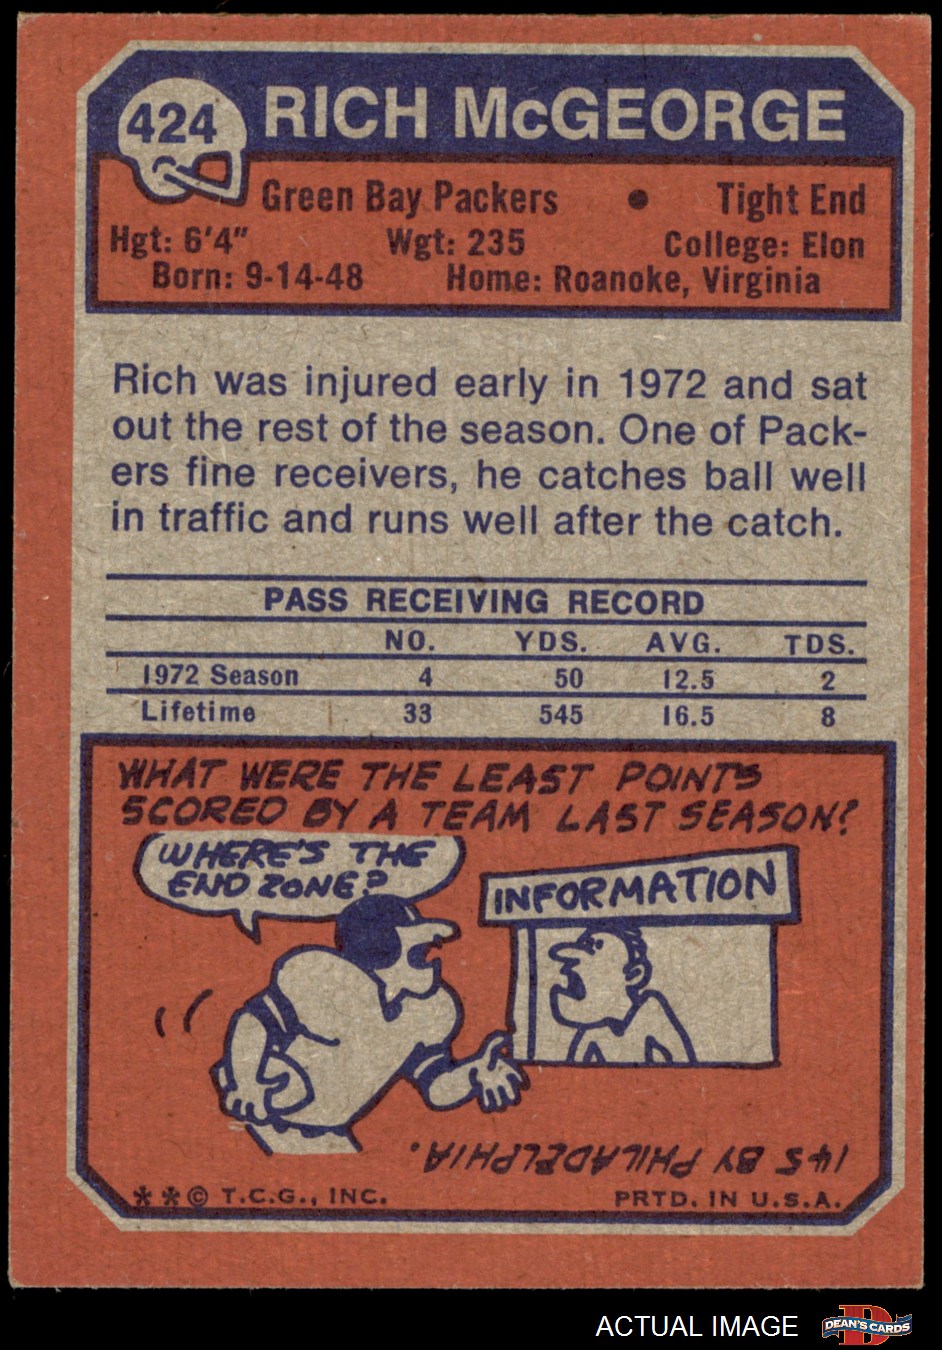 424
RICH McGEORGE
Green Bay Packers • Tight End
Hgt: 6'4" Wgt: 235 College: Elon
Born: 9-14-48 Home: Roanoke, Virginia
Rich was injured early in 1972 and sat
out the rest of the season. One of Pack-
ers fine receivers, he catches ball well
in traffic and runs well after the catch.
PASS RECEIVING RECORD
NO. YDS. AVG. TDS.
1972 Season 4 50 12.5 2
Lifetime 33 545 16.5 8
WHAT WERE THE LEAST POINTS
SCORED BY A TEAM LAST SEASON?
WHERE'S THE
END ZONE?
INFORMATION
145 BY PHILADELPHIA.
** © T.C.G., INC. PRTD. IN U.S.A.
ACTUAL IMAGE
DEAN'S CARDS